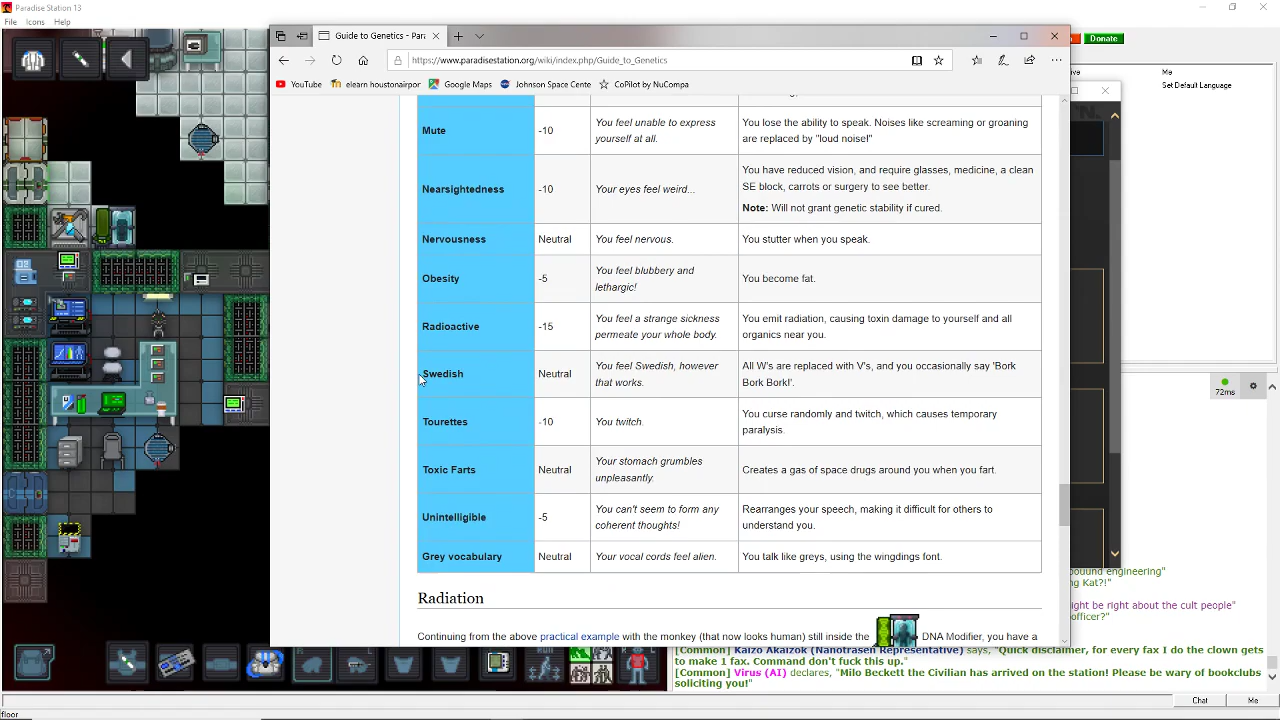 Paradise Station 13
File Icons Help
Guide to Genetics - Para
https://www.paradisestation.org/wiki/index.php/Guide_to_Genetics
YouTube elearn houstonairpor Google Maps Johnson Space Cente CoPilot by NuCompa
Donate
Me
Set Default Language
Mute -10 You feel unable to express yourself at all. You lose the ability to speak. Noises like screaming or groaning are replaced by "loud noise!"
Nearsightedness -10 Your eyes feel weird... You have reduced vision, and require glasses, medicine, a clean SE block, carrots or surgery to see better.
Note: Will not grant genetic stability if cured.
Nervousness Neutral You feel nervous. You stutter when you speak.
Obesity -5 You feel blubbery and lethargic! You become fat.
Radioactive -15 You feel a strange sickness permeate your whole body. You emit radiation, causing toxin damage to yourself and all organics near you.
Swedish Neutral You feel Swedish, however that works. W's are replaced with V's, and you occasionally say 'Bork Bork Bork!'
Tourettes -10 You twitch. You swear constantly and twitch, which causes temporary paralysis.
Toxic Farts Neutral Your stomach grumbles unpleasantly. Creates a gas of space drugs around you when you fart.
Unintelligible -5 You can't seem to form any coherent thoughts! Rearranges your speech, making it difficult for others to understand you.
Grey vocabulary Neutral Your vocal cords feel alien. You talk like greys, using the wingdings font.
Radiation
Continuing from the above practical example with the monkey (that now looks human) still inside the DNA Modifier, you have a
72ms
ng Kat?!"
ight be right about the cult people"
officer?"
[Common] Kaizo Akaizok (Nanotrasen Representative) says, "Quick disclaimer, for every fax I do the clown gets
to make 1 fax. Command don't fuck this up."
[Common] Virus (AI) declares, "Milo Beckett the Civilian has arrived on the station! Please be wary of bookclubs
soliciting you!"
Chat Me
floor